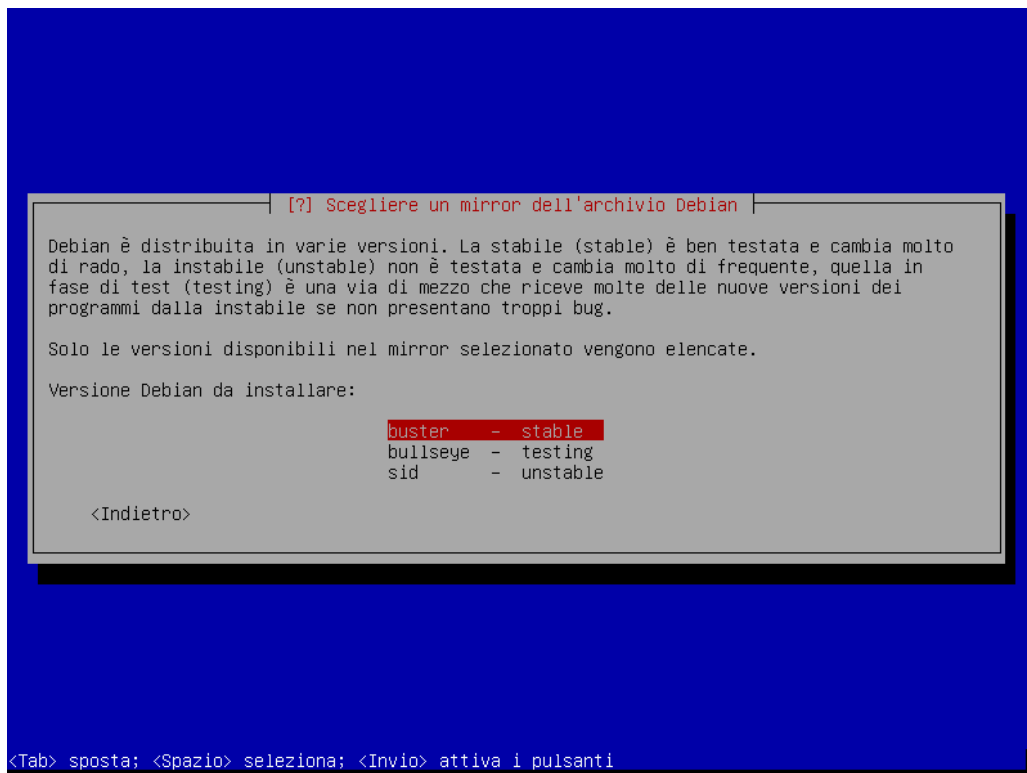 [?] Scegliere un mirror dell'archivio Debian
Debian è distribuita in varie versioni. La stabile (stable) è ben testata e cambia molto
di rado, la instabile (unstable) non è testata e cambia molto di frequente, quella in
fase di test (testing) è una via di mezzo che riceve molte delle nuove versioni dei
programmi dalla instabile se non presentano troppi bug.
Solo le versioni disponibili nel mirror selezionato vengono elencate.
Versione Debian da installare:
buster - stable
bullseye - testing
sid - unstable
<Indietro>
<Tab> sposta; <Spazio> seleziona; <Invio> attiva i pulsanti